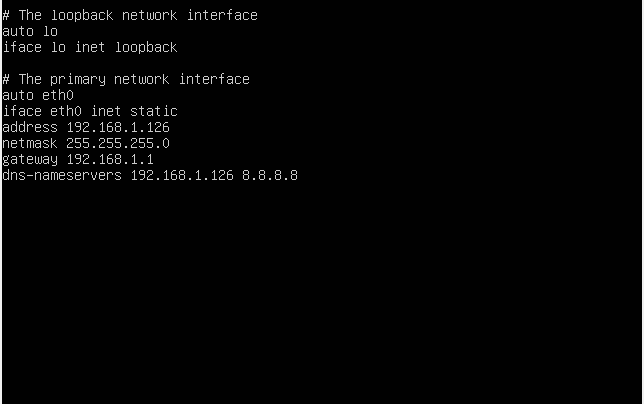 # The loopback network interface
auto lo
iface lo inet loopback
# The primary network interface
auto eth0
iface eth0 inet static
address 192.168.1.126
netmask 255.255.255.0
gateway 192.168.1.1
dns-nameservers 192.168.1.126 8.8.8.8